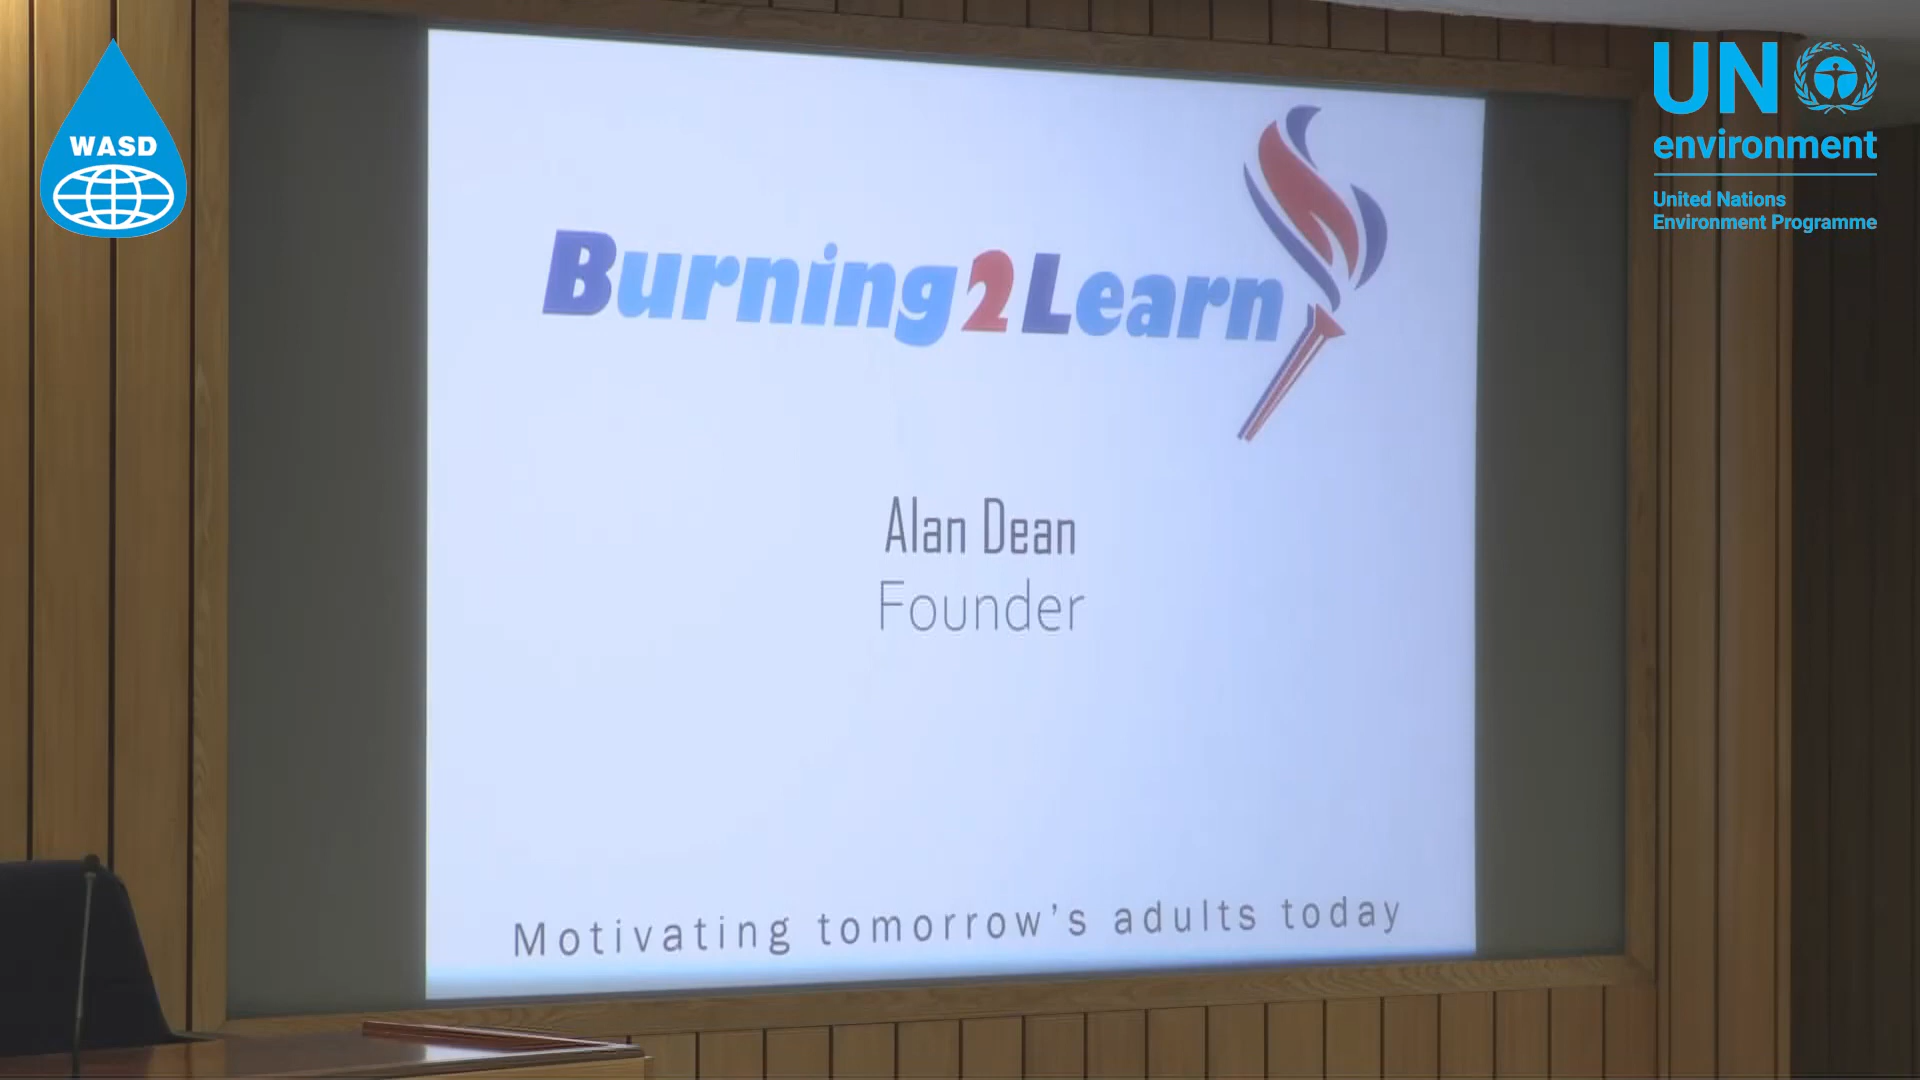 WASD
UN
environment
United Nations
Environment Programme
Burning2Learn
Alan Dean
Founder
Motivating tomorrow's adults today